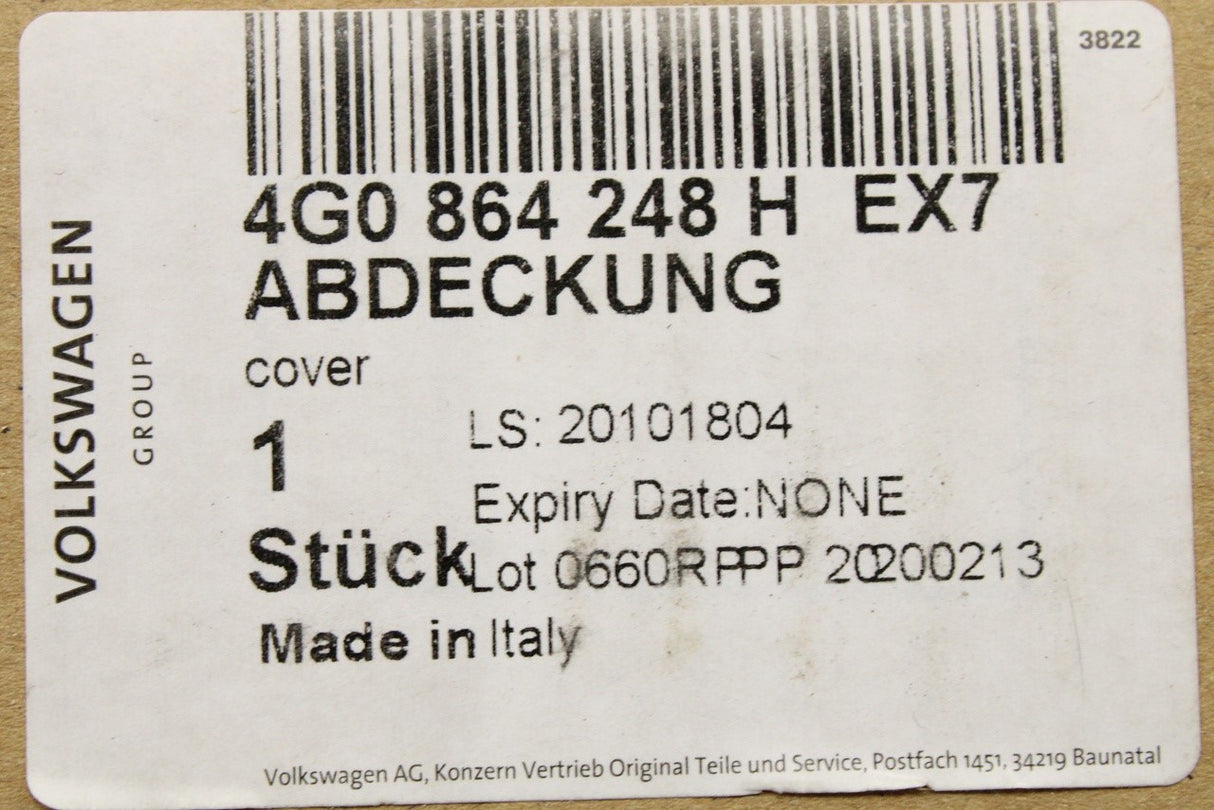 3822
4G0 864 248 H EX7
ABDECKUNG
cover
1
LS: 20101804
Expiry Date:NONE
Stück
Lot 0660RPPP 20200213
Made in Italy
VOLKSWAGEN
GROUP
Volkswagen AG, Konzern Vertrieb Original Teile und Service, Postfach 1451, 34219 Baunatal